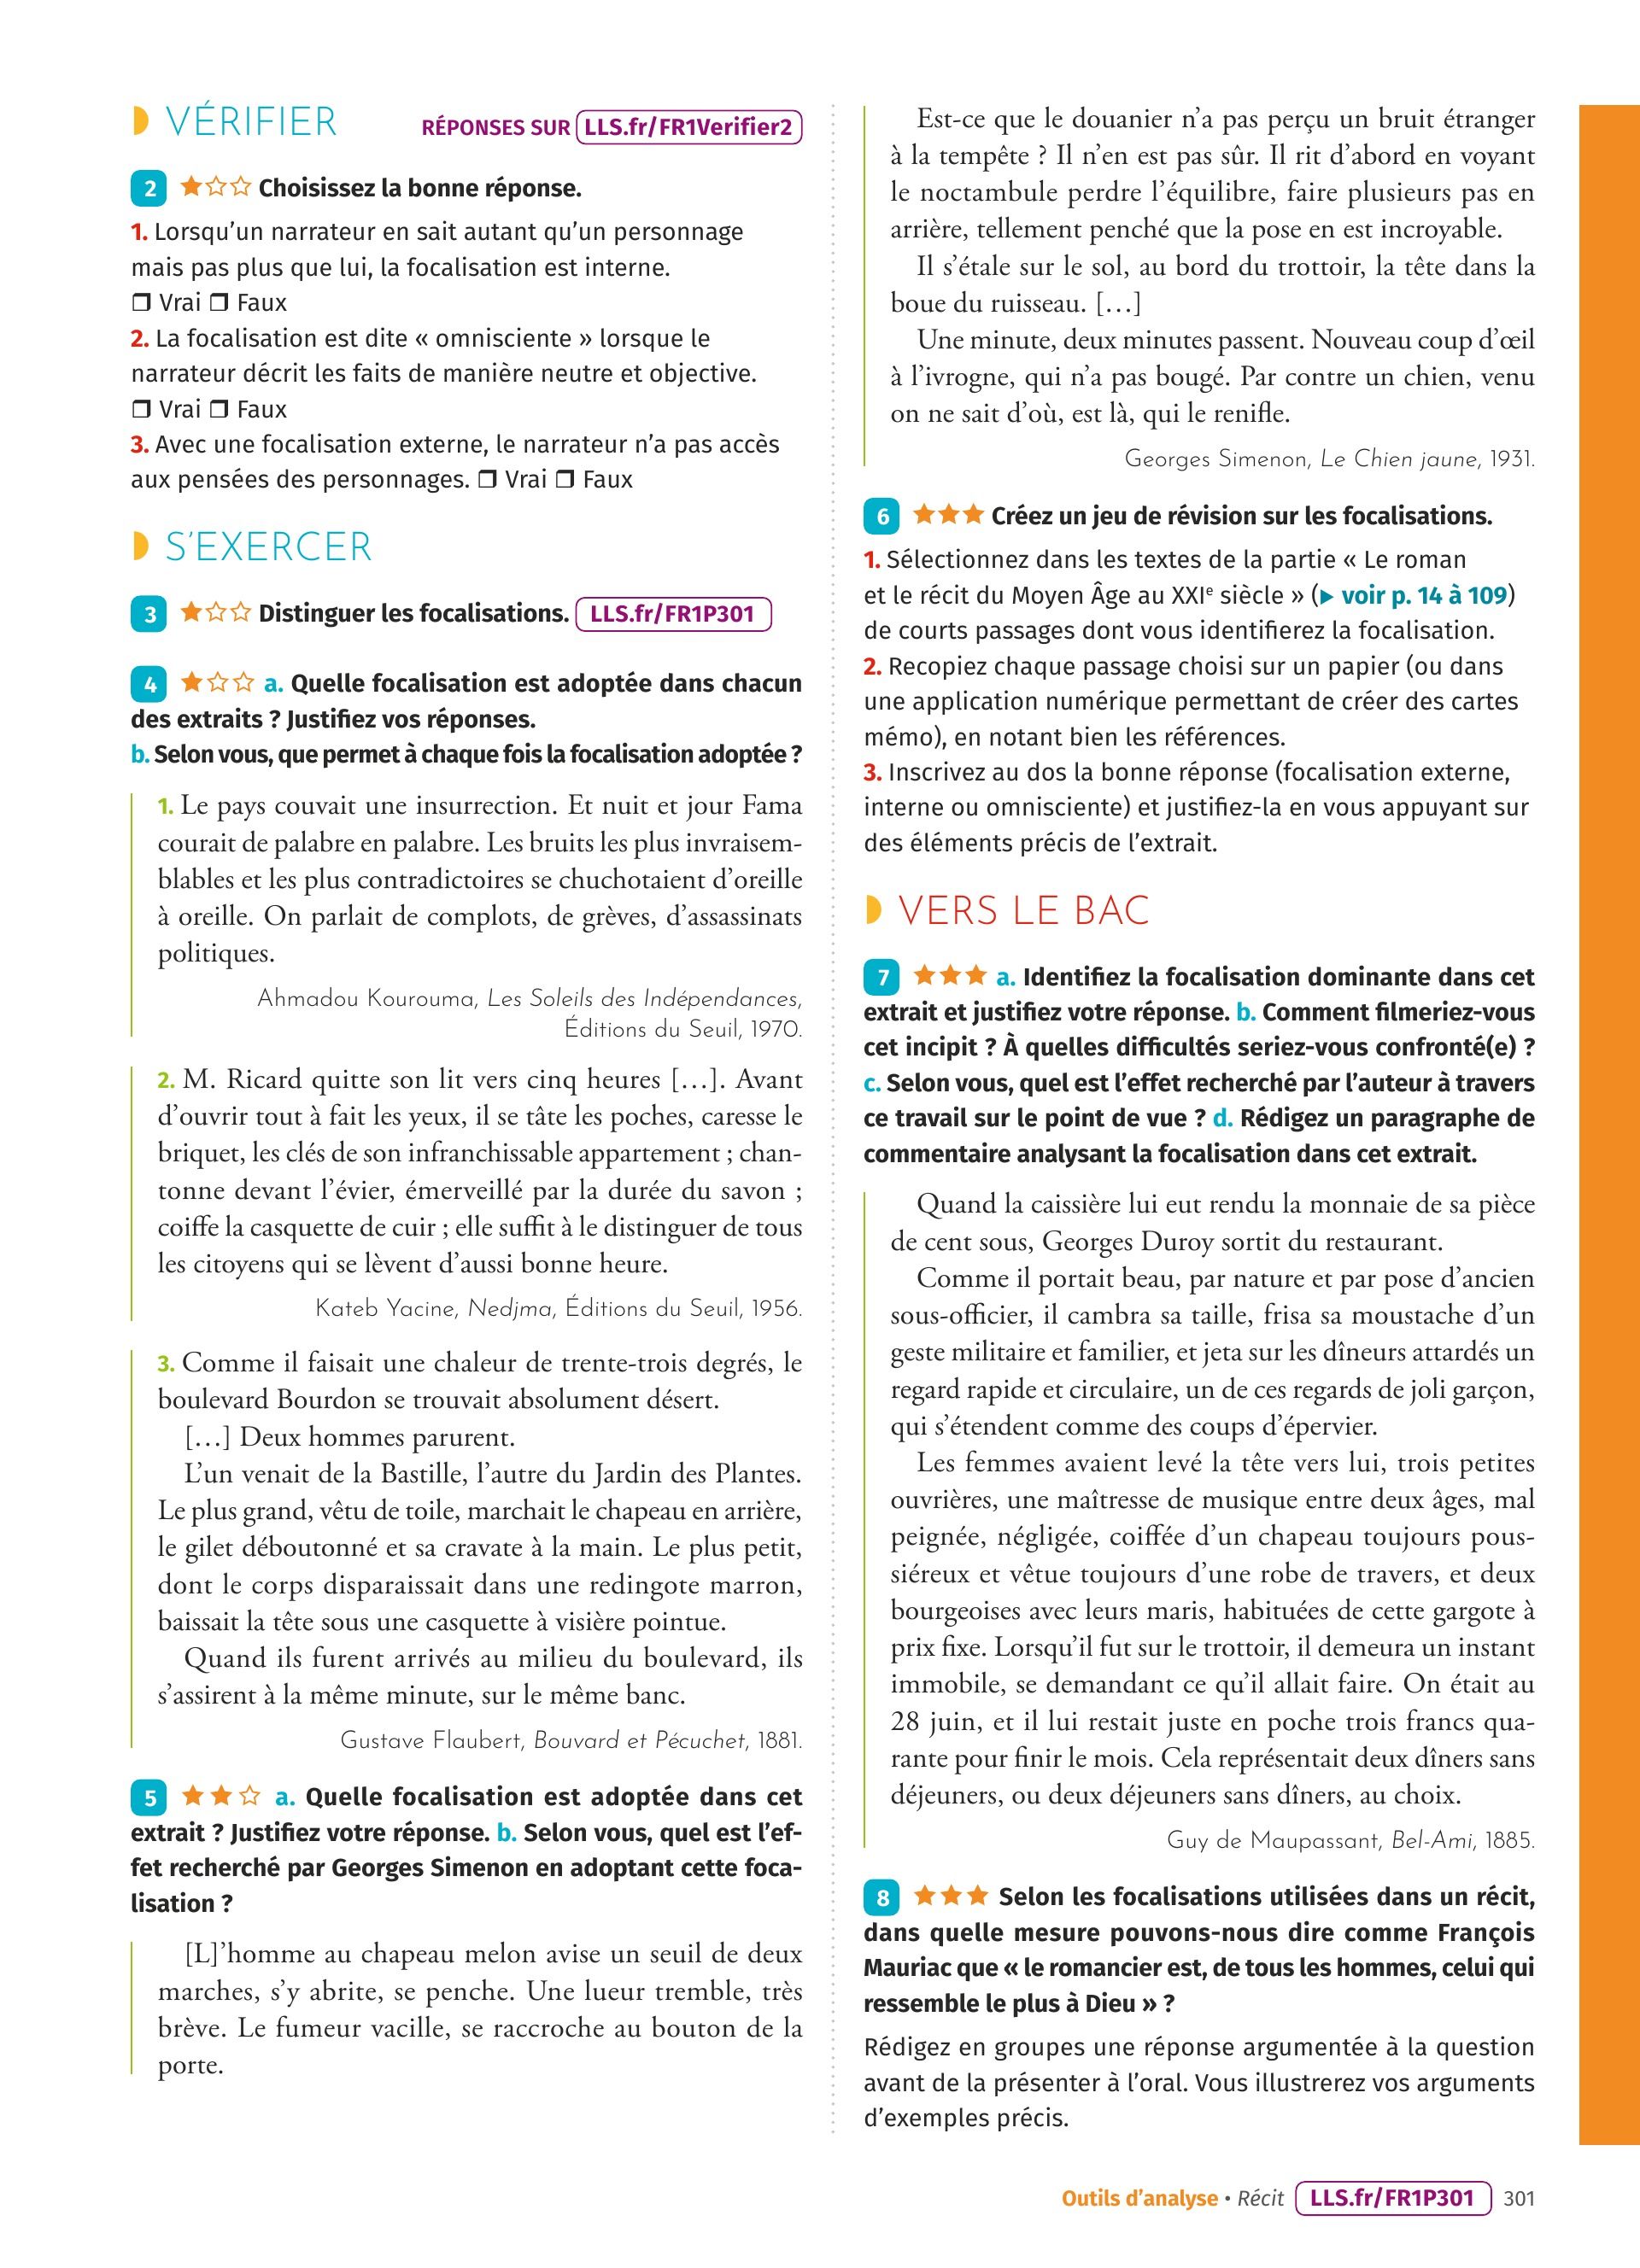 VÉRIFIER
RÉPONSES SUR LLS.fr/FR1Verifier2
2 Choisissez la bonne réponse.
1. Lorsqu’un narrateur en sait autant qu’un personnage
mais pas plus que lui, la focalisation est interne.
❒ Vrai ❒ Faux
2. La focalisation est dite « omnisciente » lorsque le
narrateur décrit les faits de manière neutre et objective.
❒ Vrai ❒ Faux
3. Avec une focalisation externe, le narrateur n’a pas accès
aux pensées des personnages. ❒ Vrai ❒ Faux
S’EXERCER
3 ★☆☆ Distinguer les focalisations. LLS.fr/FR1P301
4 ★☆☆ a. Quelle focalisation est adoptée dans chacun
des extraits ? Justifiez vos réponses.
b. Selon vous, que permet à chaque fois la focalisation adoptée ?
1. Le pays couvait une insurrection. Et nuit et jour Fama
courait de palabre en palabre. Les bruits les plus invraisem-
blables et les plus contradictoires se chuchotaient d’oreille
à oreille. On parlait de complots, de grèves, d’assassinats
politiques.
Ahmadou Kourouma, Les Soleils des Indépendances,
Éditions du Seuil, 1970.
2. M. Ricard quitte son lit vers cinq heures […]. Avant
d’ouvrir tout à fait les yeux, il se tâte les poches, caresse le
briquet, les clés de son infranchissable appartement ; chan-
tonne devant l’évier, émerveillé par la durée du savon ;
coiffe la casquette de cuir ; elle suffit à le distinguer de tous
les citoyens qui se lèvent d’aussi bonne heure.
Kateb Yacine, Nedjma, Éditions du Seuil, 1956.
3. Comme il faisait une chaleur de trente-trois degrés, le
boulevard Bourdon se trouvait absolument désert.
[…] Deux hommes parurent.
L’un venait de la Bastille, l’autre du Jardin des Plantes.
Le plus grand, vêtu de toile, marchait le chapeau en arrière,
le gilet déboutonné et sa cravate à la main. Le plus petit,
dont le corps disparaissait dans une redingote marron,
baissait la tête sous une casquette à visière pointue.
Quand ils furent arrivés au milieu du boulevard, ils
s’assirent à la même minute, sur le même banc.
Gustave Flaubert, Bouvard et Pécuchet, 1881.
5 ★★☆ a. Quelle focalisation est adoptée dans cet
extrait ? Justifiez votre réponse. b. Selon vous, quel est l’ef-
fet recherché par Georges Simenon en adoptant cette foca-
lisation ?
[L]’homme au chapeau melon avise un seuil de deux
marches, s’y abrite, se penche. Une lueur tremble, très
brève. Le fumeur vacille, se raccroche au bouton de la
porte.
Est-ce que le douanier n’a pas perçu un bruit étranger
à la tempête ? Il n’en est pas sûr. Il rit d’abord en voyant
le noctambule perdre l’équilibre, faire plusieurs pas en
arrière, tellement penché que la pose en est incroyable.
Il s’étale sur le sol, au bord du trottoir, la tête dans la
boue du ruisseau. […]
Une minute, deux minutes passent. Nouveau coup d’œil
à l’ivrogne, qui n’a pas bougé. Par contre un chien, venu
on ne sait d’où, est là, qui le renifle.
Georges Simenon, Le Chien jaune, 1931.
6 ★★★ Créez un jeu de révision sur les focalisations.
1. Sélectionnez dans les textes de la partie « Le roman
et le récit du Moyen Âge au XXIe siècle » (▶ voir p. 14 à 109)
de courts passages dont vous identifierez la focalisation.
2. Recopiez chaque passage choisi sur un papier (ou dans
une application numérique permettant de créer des cartes
mémo), en notant bien les références.
3. Inscrivez au dos la bonne réponse (focalisation externe,
interne ou omnisciente) et justifiez-la en vous appuyant sur
des éléments précis de l’extrait.
VERS LE BAC
7 ★★★ a. Identifiez la focalisation dominante dans cet
extrait et justifiez votre réponse. b. Comment filmeriez-vous
cet incipit ? À quelles difficultés seriez-vous confronté(e) ?
c. Selon vous, quel est l’effet recherché par l’auteur à travers
ce travail sur le point de vue ? d. Rédigez un paragraphe de
commentaire analysant la focalisation dans cet extrait.
Quand la caissière lui eut rendu la monnaie de sa pièce
de cent sous, Georges Duroy sortit du restaurant.
Comme il portait beau, par nature et par pose d’ancien
sous-officier, il cambra sa taille, frisa sa moustache d’un
geste militaire et familier, et jeta sur les dîneurs attardés un
regard rapide et circulaire, un de ces regards de joli garçon,
qui s’étendent comme des coups d’épervier.
Les femmes avaient levé la tête vers lui, trois petites
ouvrières, une maîtresse de musique entre deux âges, mal
peignée, négligée, coiffée d’un chapeau toujours pous-
siéreux et vêtue toujours d’une robe de travers, et deux
bourgeoises avec leurs maris, habituées de cette gargote à
prix fixe. Lorsqu’il fut sur le trottoir, il demeura un instant
immobile, se demandant ce qu’il allait faire. On était au
28 juin, et il lui restait juste en poche trois francs qua-
rante pour finir le mois. Cela représentait deux dîners sans
déjeuners, ou deux déjeuners sans dîners, au choix.
Guy de Maupassant, Bel-Ami, 1885.
8 ★★★ Selon les focalisations utilisées dans un récit,
dans quelle mesure pouvons-nous dire comme François
Mauriac que « le romancier est, de tous les hommes, celui qui
ressemble le plus à Dieu » ?
Rédigez en groupes une réponse argumentée à la question
avant de la présenter à l’oral. Vous illustrerez vos arguments
d’exemples précis.
Outils d’analyse • Récit LLS.fr/FR1P301 301